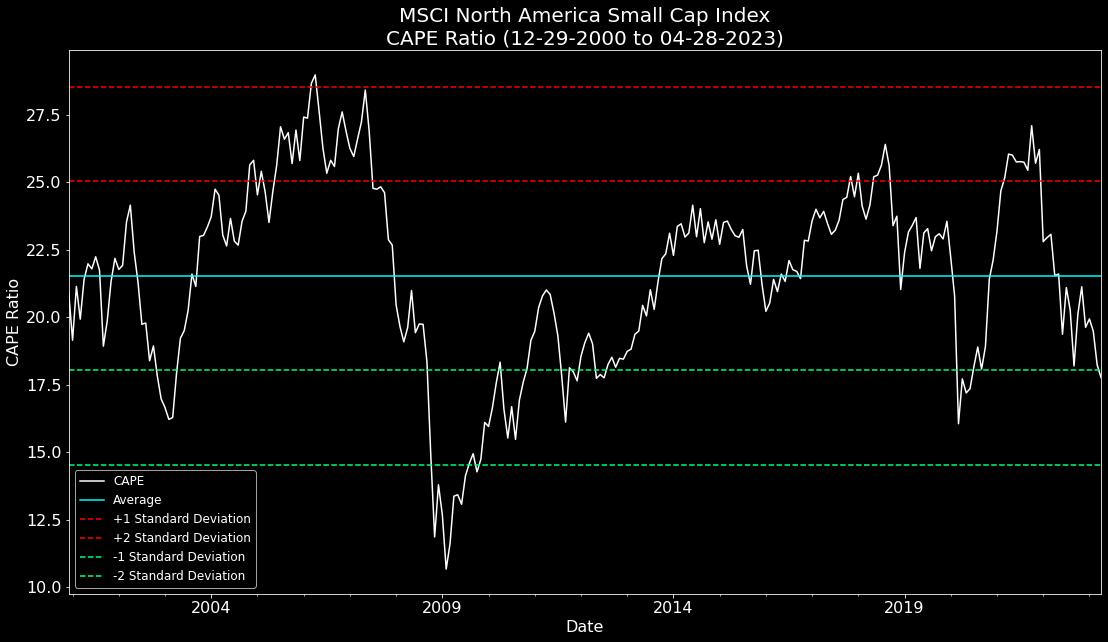 MSCI North America Small Cap Index
CAPE Ratio (12-29-2000 to 04-28-2023)
CAPE Ratio
27.5
25.0
22.5
20.0
17.5
15.0
12.5
10.0
CAPE
Average
+1 Standard Deviation
+2 Standard Deviation
-1 Standard Deviation
-2 Standard Deviation
2004
2009
2014
2019
Date